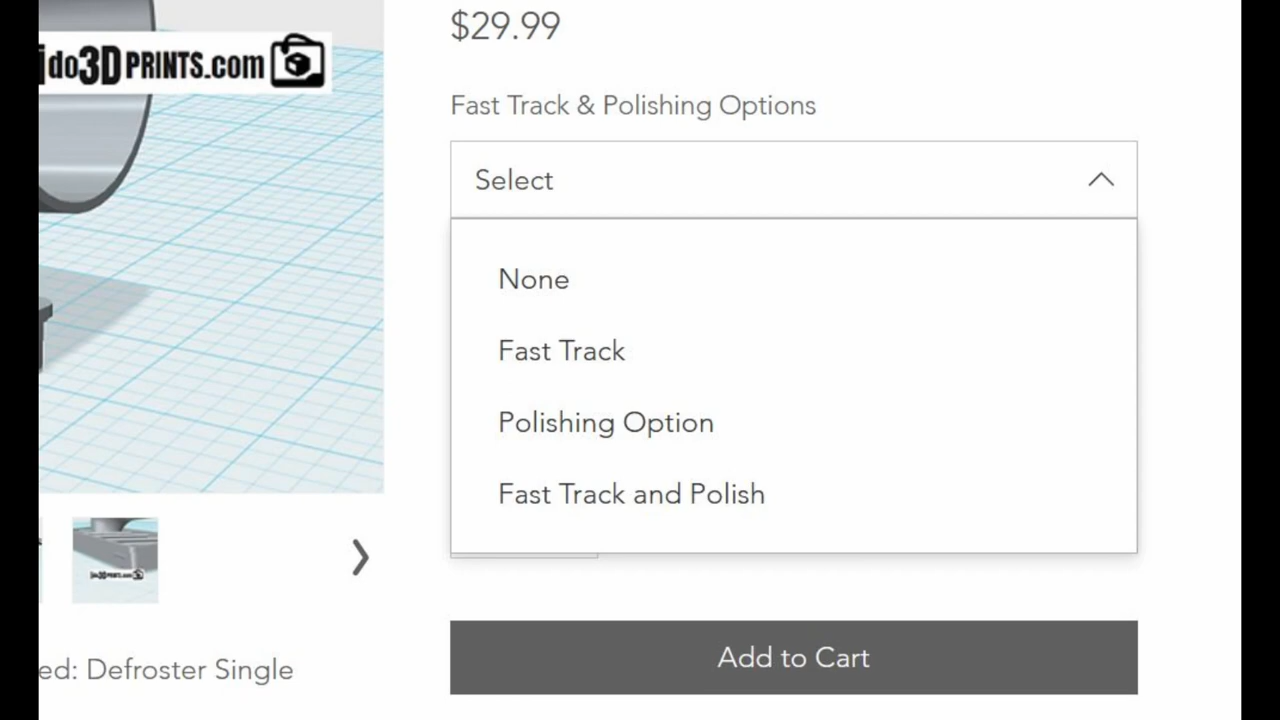 $29.99
do3DPRINTS.com
Fast Track & Polishing Options
Select
None
Fast Track
Polishing Option
Fast Track and Polish
Add to Cart
ed: Defroster Single